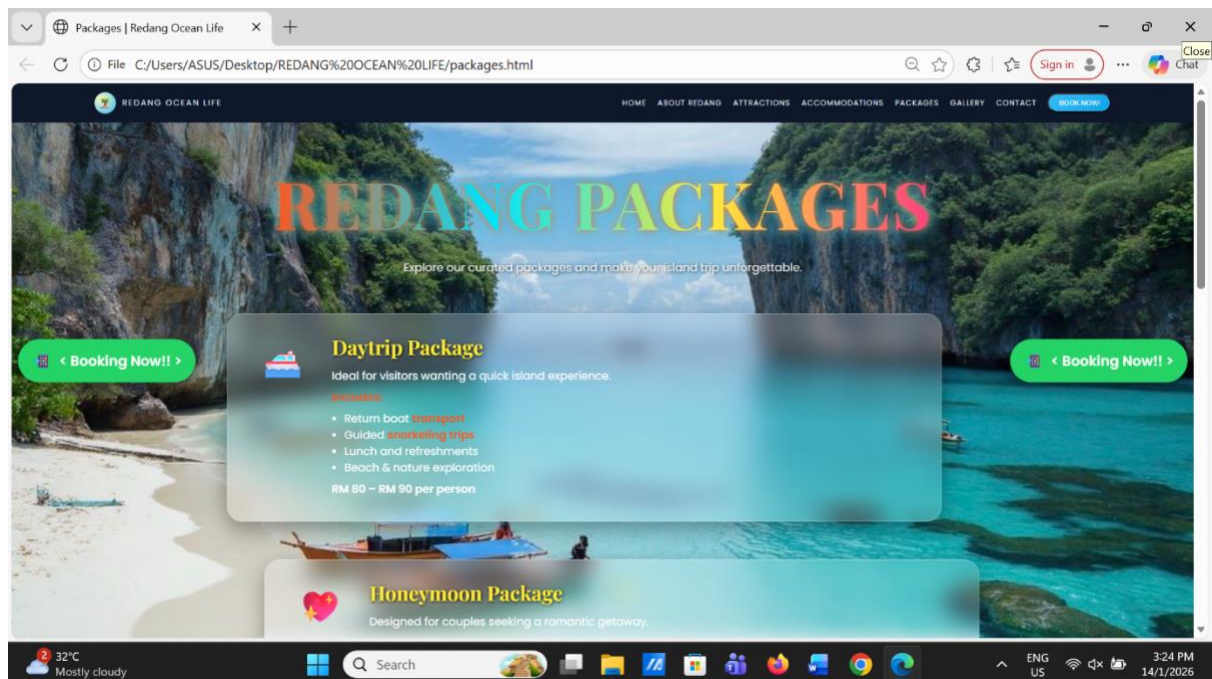 Packages | Redang Ocean Life
Close
File C:/Users/ASUS/Desktop/REDANG%20OCEAN%20LIFE/packages.html
Sign in
Chat
REDANG OCEAN LIFE
HOME ABOUT REDANG ATTRACTIONS ACCOMMODATIONS PACKAGES GALLERY CONTACT BOOK NOW!
REDANG PACKAGES
Explore our curated packages and make your island trip unforgettable.
< Booking Now!! >
Daytrip Package
Ideal for visitors wanting a quick island experience.
Includes:
• Return boat transport
• Guided snorkeling trips
• Lunch and refreshments
• Beach & nature exploration
RM 80 – RM 90 per person
< Booking Now!! >
Honeymoon Package
Designed for couples seeking a romantic getaway.
2
32°C
Mostly cloudy
Search
ENG
US
3:24 PM
14/1/2026